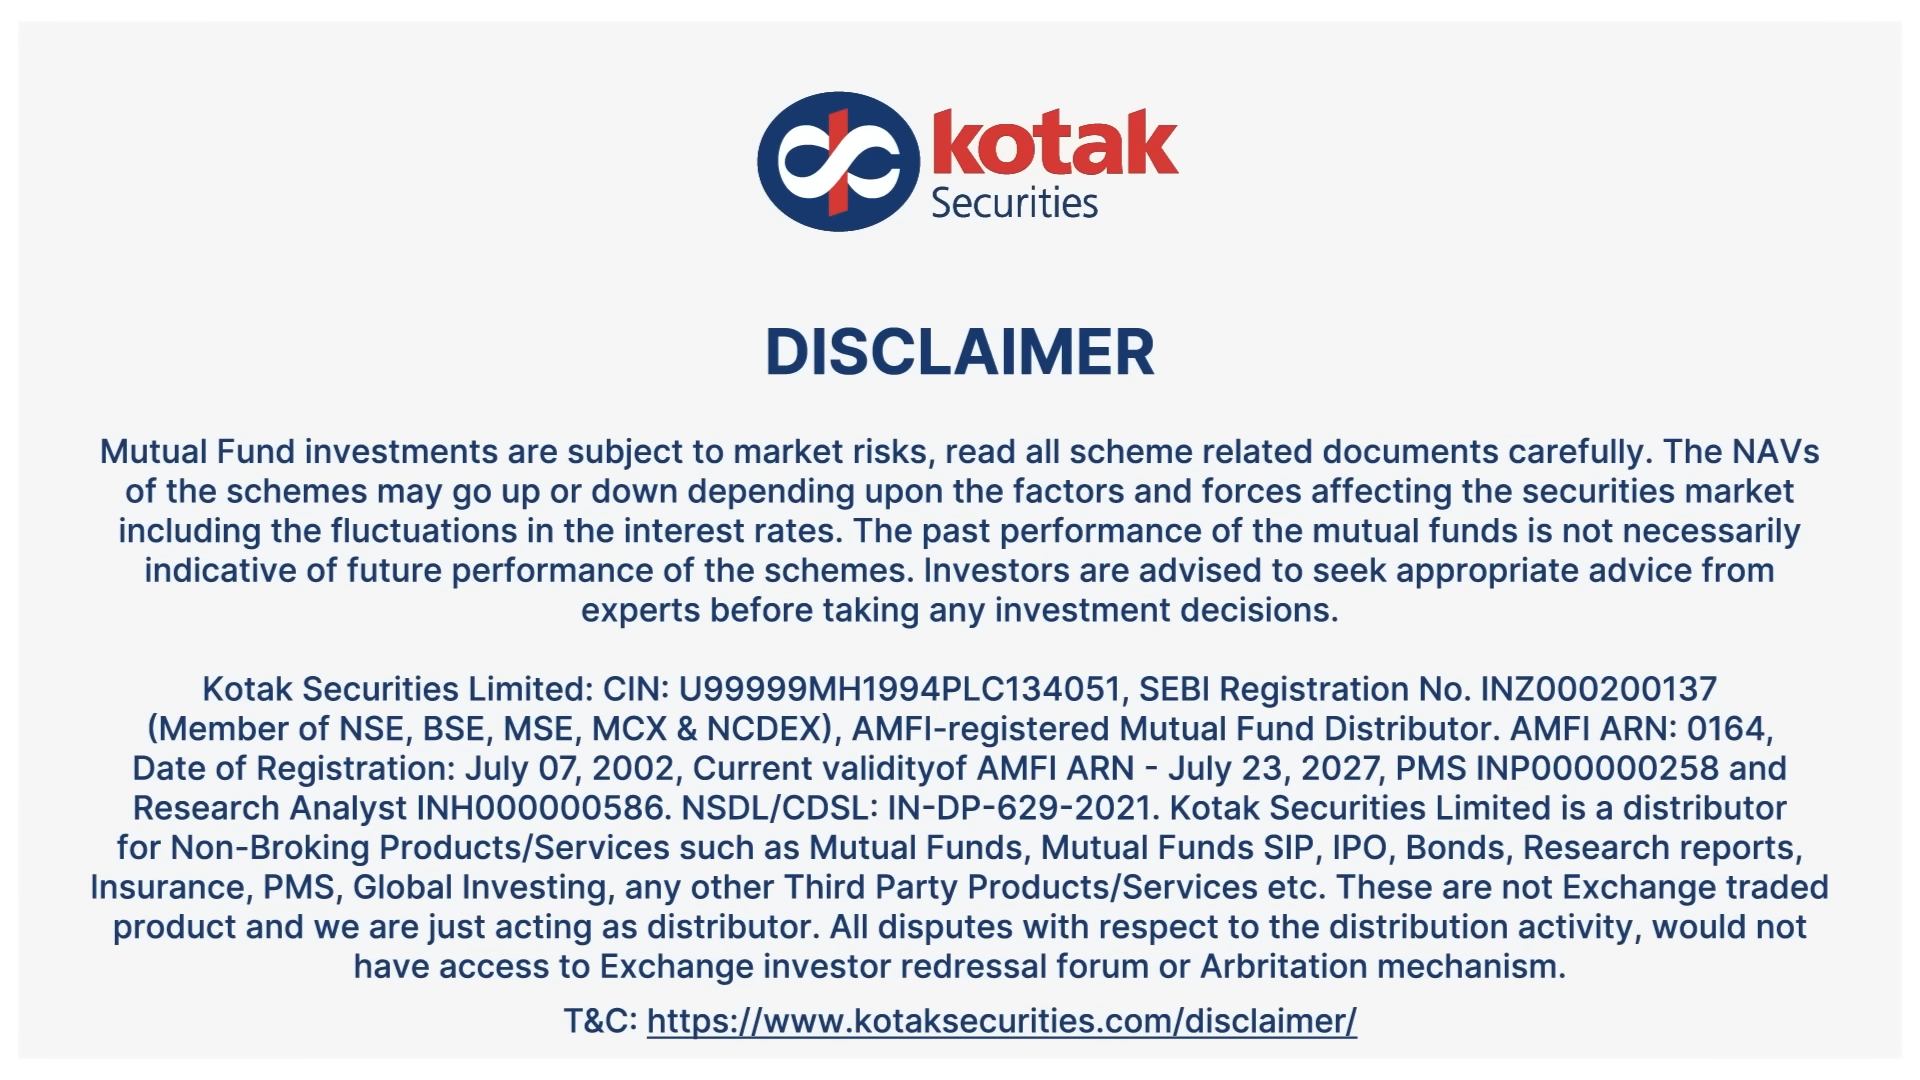 kotak
Securities
DISCLAIMER
Mutual Fund investments are subject to market risks, read all scheme related documents carefully. The NAVs
of the schemes may go up or down depending upon the factors and forces affecting the securities market
including the fluctuations in the interest rates. The past performance of the mutual funds is not necessarily
indicative of future performance of the schemes. Investors are advised to seek appropriate advice from
experts before taking any investment decisions.
Kotak Securities Limited: CIN: U99999MH1994PLC134051, SEBI Registration No. INZ000200137
(Member of NSE, BSE, MSE, MCX & NCDEX), AMFI-registered Mutual Fund Distributor. AMFI ARN: 0164,
Date of Registration: July 07, 2002, Current validityof AMFI ARN - July 23, 2027, PMS INP000000258 and
Research Analyst INH000000586. NSDL/CDSL: IN-DP-629-2021. Kotak Securities Limited is a distributor
for Non-Broking Products/Services such as Mutual Funds, Mutual Funds SIP, IPO, Bonds, Research reports,
Insurance, PMS, Global Investing, any other Third Party Products/Services etc. These are not Exchange traded
product and we are just acting as distributor. All disputes with respect to the distribution activity, would not
have access to Exchange investor redressal forum or Arbritation mechanism.
T&C: https://www.kotaksecurities.com/disclaimer/